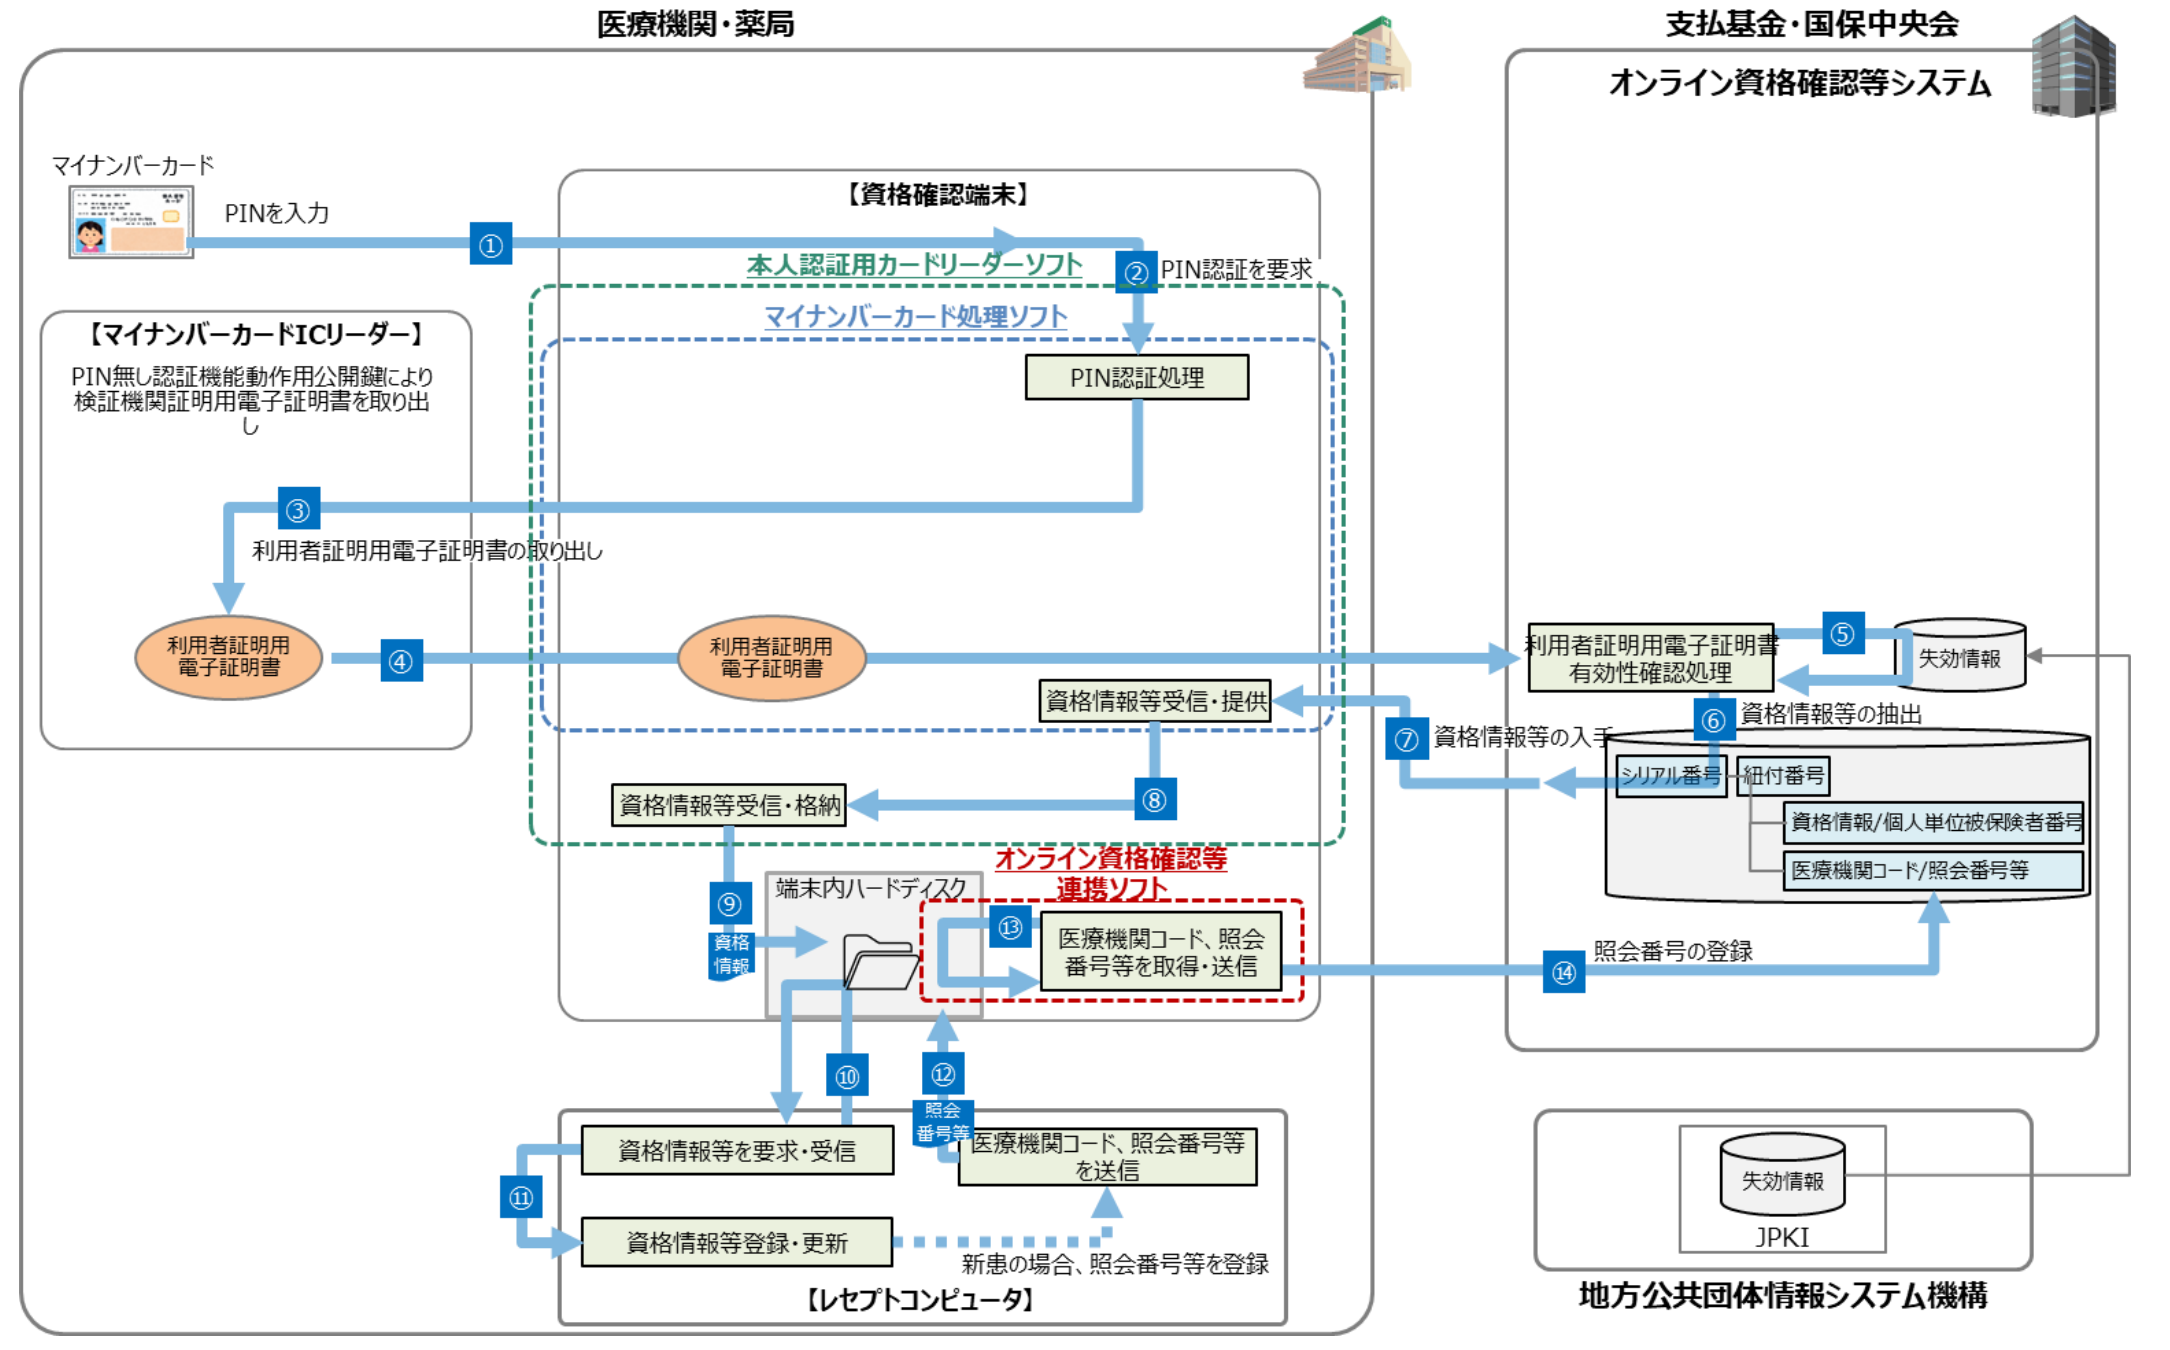 医療機関・薬局
支払基金・国保中央会
オンライン資格確認等システム
マイナンバーカード
PINを入力
①
【資格確認端末】
本人認証用カードリーダーソフト
②
PIN認証を要求
マイナンバーカード処理ソフト
PIN認証処理
【マイナンバーカードICリーダー】
PIN無し認証機能動作用公開鍵により
検証機関証明用電子証明書を取り出
し
③
利用者証明用電子証明書の取り出し
利用者証明用
電子証明書
④
利用者証明用
電子証明書
利用者証明用電子証明書
有効性確認処理
⑤
失効情報
資格情報等受信・提供
⑥
資格情報等の抽出
⑦
資格情報等の入手
シリアル番号
紐付番号
資格情報/個人単位被保険者番号
医療機関コード/照会番号等
資格情報等受信・格納
⑧
オンライン資格確認等
連携ソフト
⑨
資格
情報
端末内ハードディスク
⑬
医療機関コード、照会
番号等を取得・送信
⑭
照会番号の登録
⑩
⑫
照会
番号等
資格情報等を要求・受信
医療機関コード、照会番号等
を送信
⑪
資格情報等登録・更新
新患の場合、照会番号等を登録
【レセプトコンピュータ】
失効情報
JPKI
地方公共団体情報システム機構